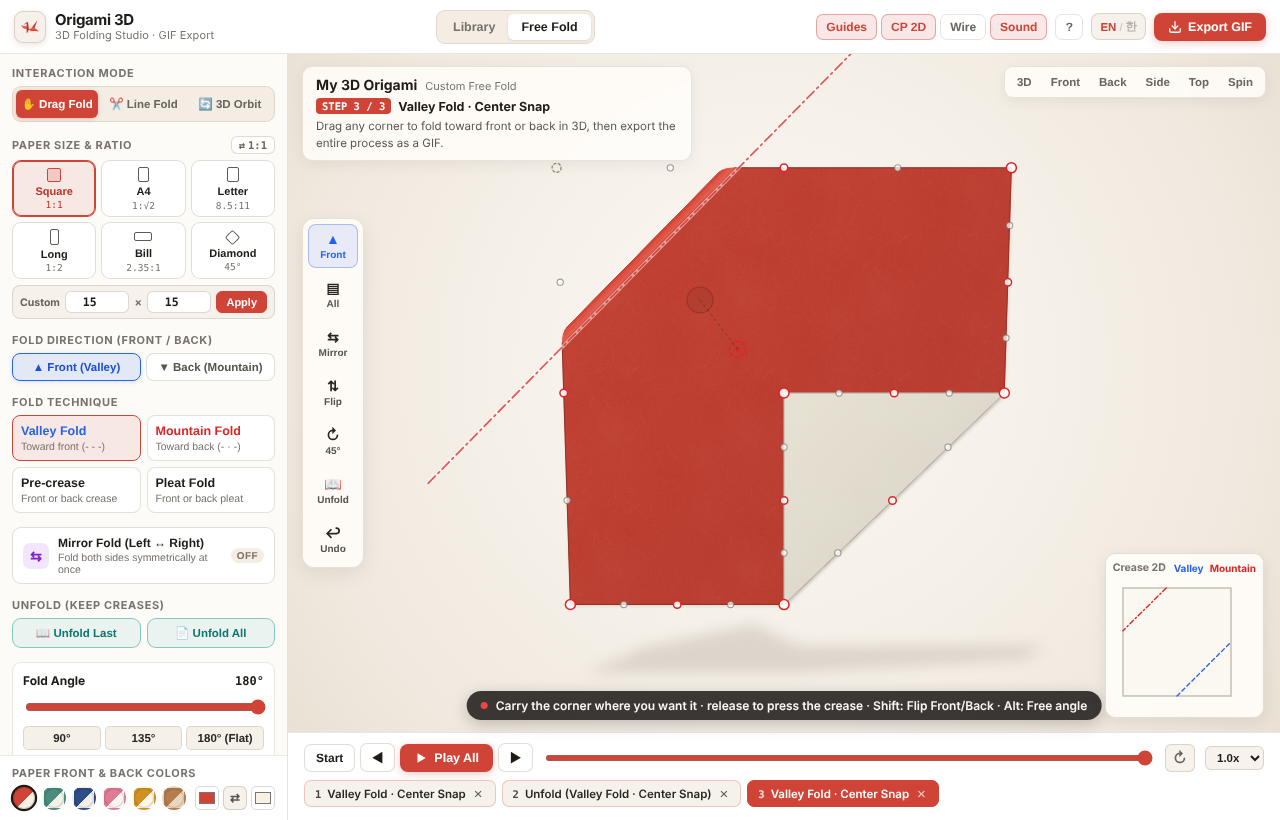 Origami 3D
3D Folding Studio · GIF Export
Library
Free Fold
Guides
CP 2D
Wire
Sound
?
EN / 한
Export GIF
INTERACTION MODE
✋ Drag Fold
✂️ Line Fold
🔄 3D Orbit
PAPER SIZE & RATIO
⇄ 1:1
Square
1:1
A4
1:√2
Letter
8.5:11
Long
1:2
Bill
2.35:1
Diamond
45°
Custom 15 × 15 Apply
FOLD DIRECTION (FRONT / BACK)
▲ Front (Valley)
▼ Back (Mountain)
FOLD TECHNIQUE
Valley Fold
Toward front (- - -)
Mountain Fold
Toward back (- · -)
Pre-crease
Front or back crease
Pleat Fold
Front or back pleat
Mirror Fold (Left ↔ Right)
Fold both sides symmetrically at
once
OFF
UNFOLD (KEEP CREASES)
📖 Unfold Last
📄 Unfold All
Fold Angle 180°
90°
135°
180° (Flat)
PAPER FRONT & BACK COLORS
My 3D Origami Custom Free Fold
STEP 3 / 3 Valley Fold · Center Snap
Drag any corner to fold toward front or back in 3D, then export the
entire process as a GIF.
3D
Front
Back
Side
Top
Spin
▲
Front
All
Mirror
Flip
45°
Unfold
Undo
Crease 2D Valley Mountain
Carry the corner where you want it · release to press the crease · Shift: Flip Front/Back · Alt: Free angle
Start
Play All
1.0x
1 Valley Fold · Center Snap ✕
2 Unfold (Valley Fold · Center Snap) ✕
3 Valley Fold · Center Snap ✕